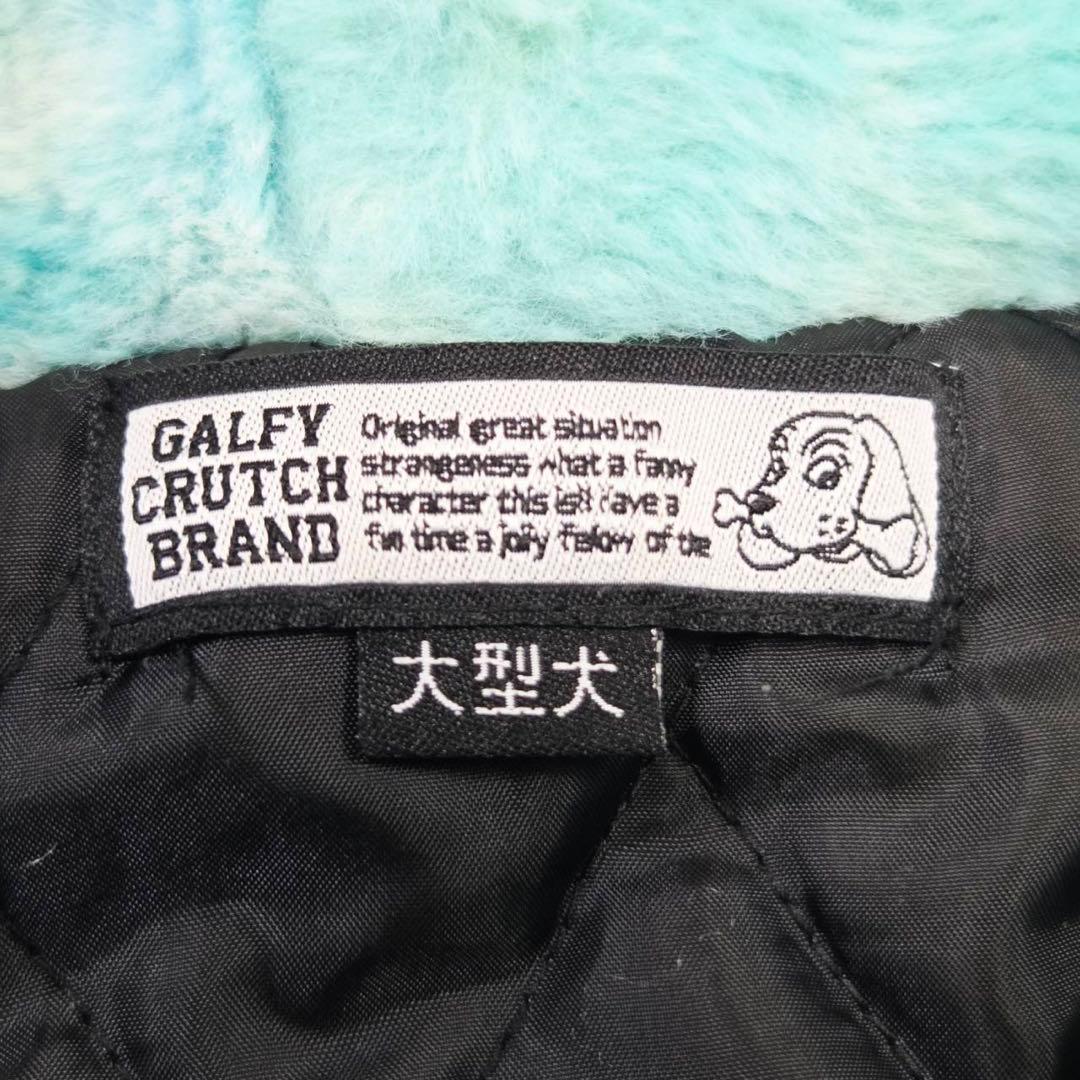 GALFY
CRUTCH
BRAND
Original great situation
strangeness what a fanny
character this is!! Have a
fun time a jolly fellow of the
大型犬